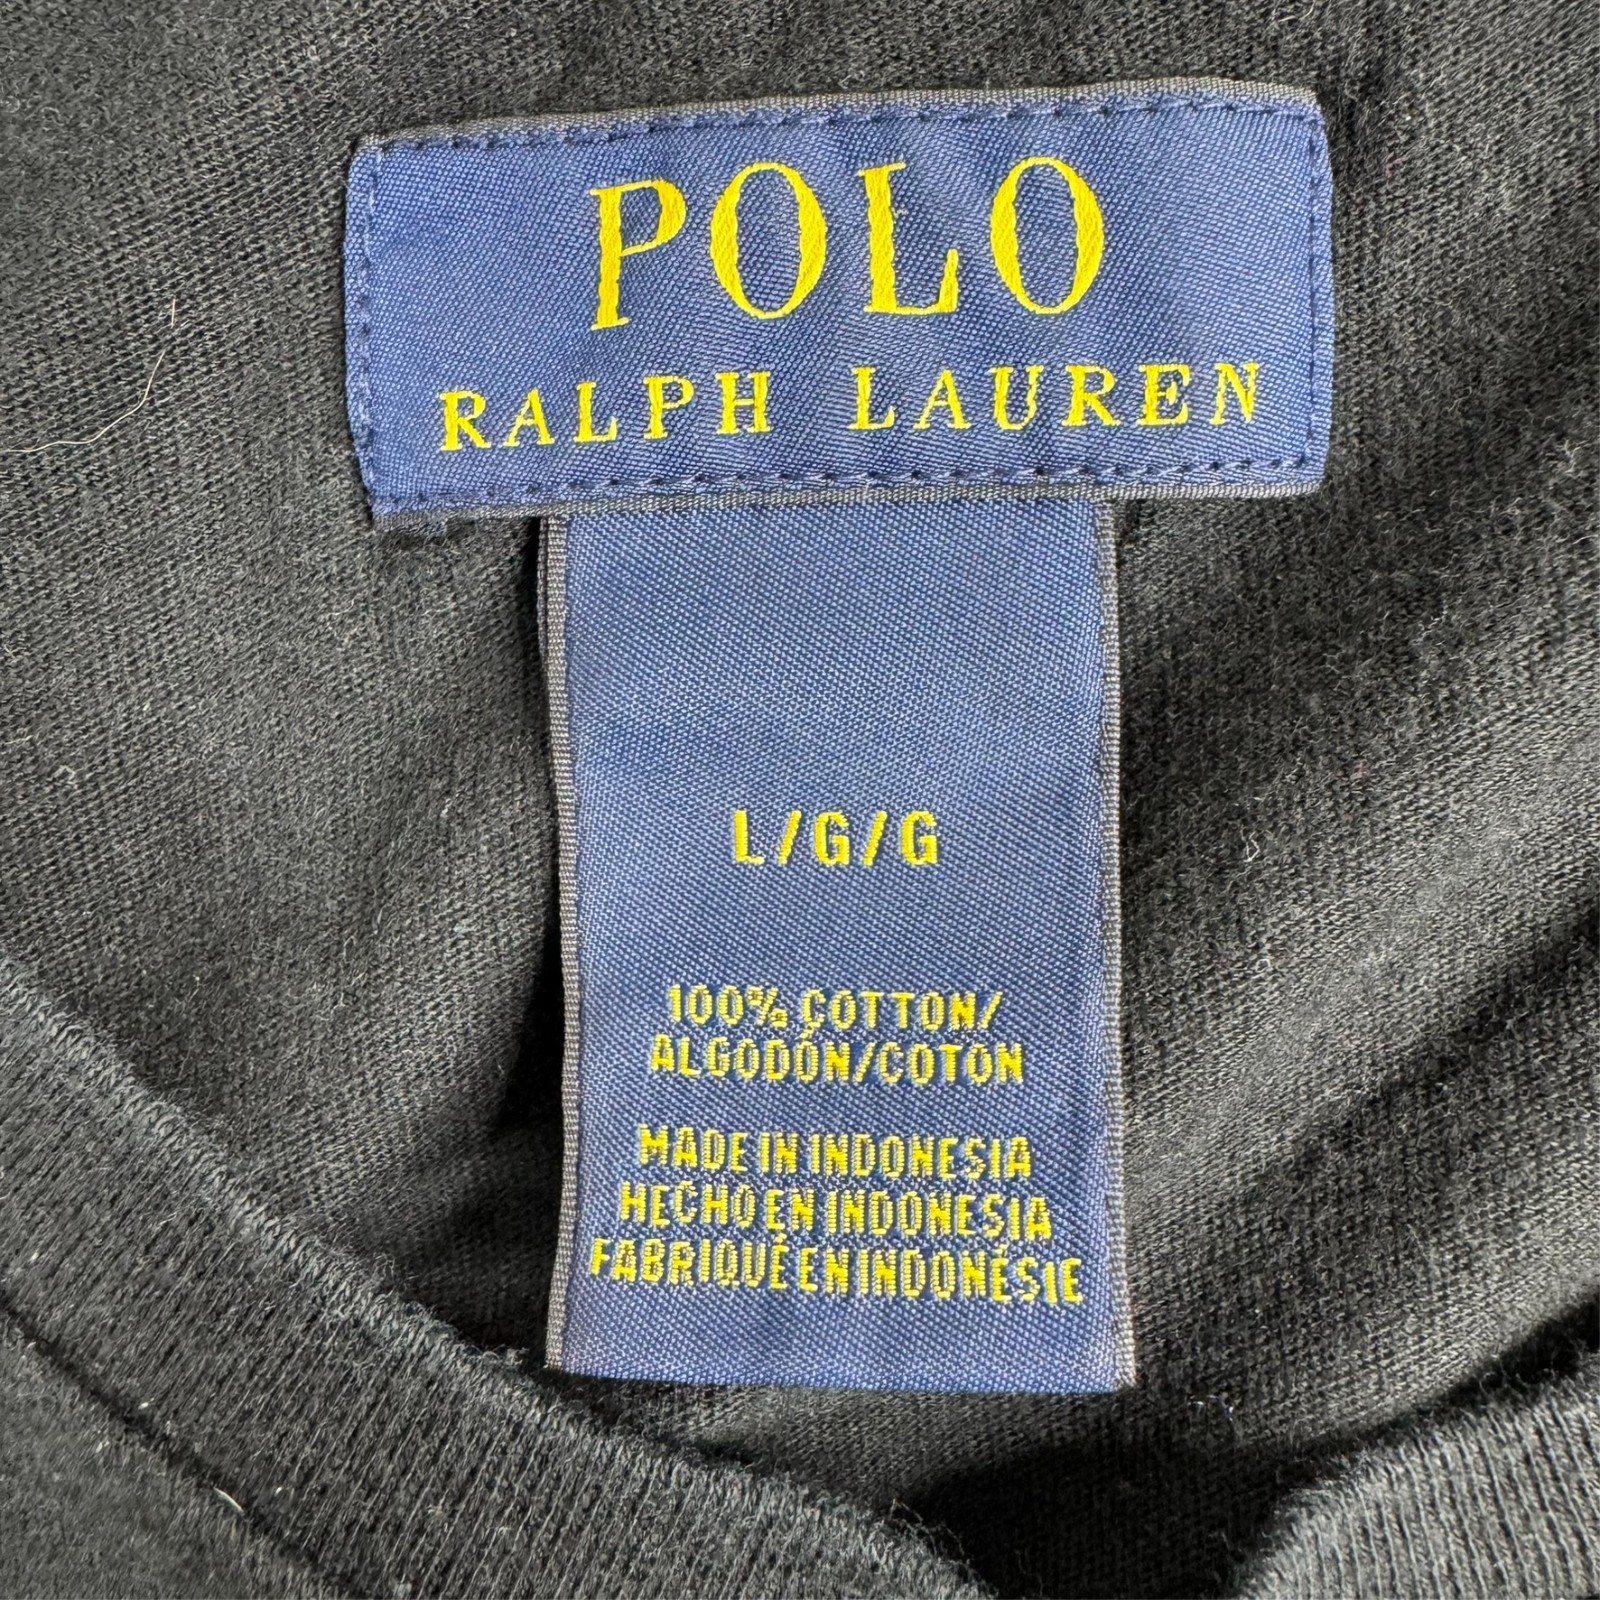 POLO
RALPH LAUREN
L/G/G
100% COTTON/
ALGODÓN/COTON
MADE IN INDONESIA
HECHO EN INDONESIA
FABRIQUÉ EN INDONÉSIE